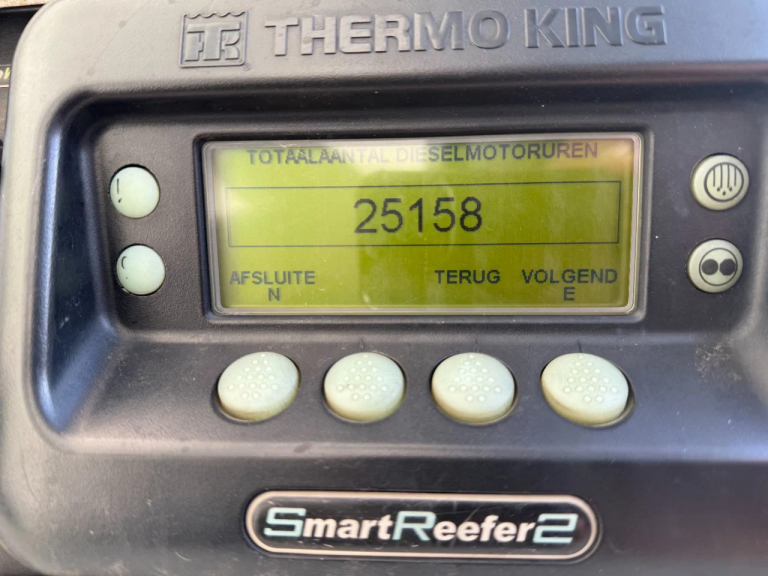 THERMO KING
TOTAALAANTAL DIESELMOTORUREN
25158
AFSLUITE
N
TERUG
VOLGEND
E
SmartReefer2